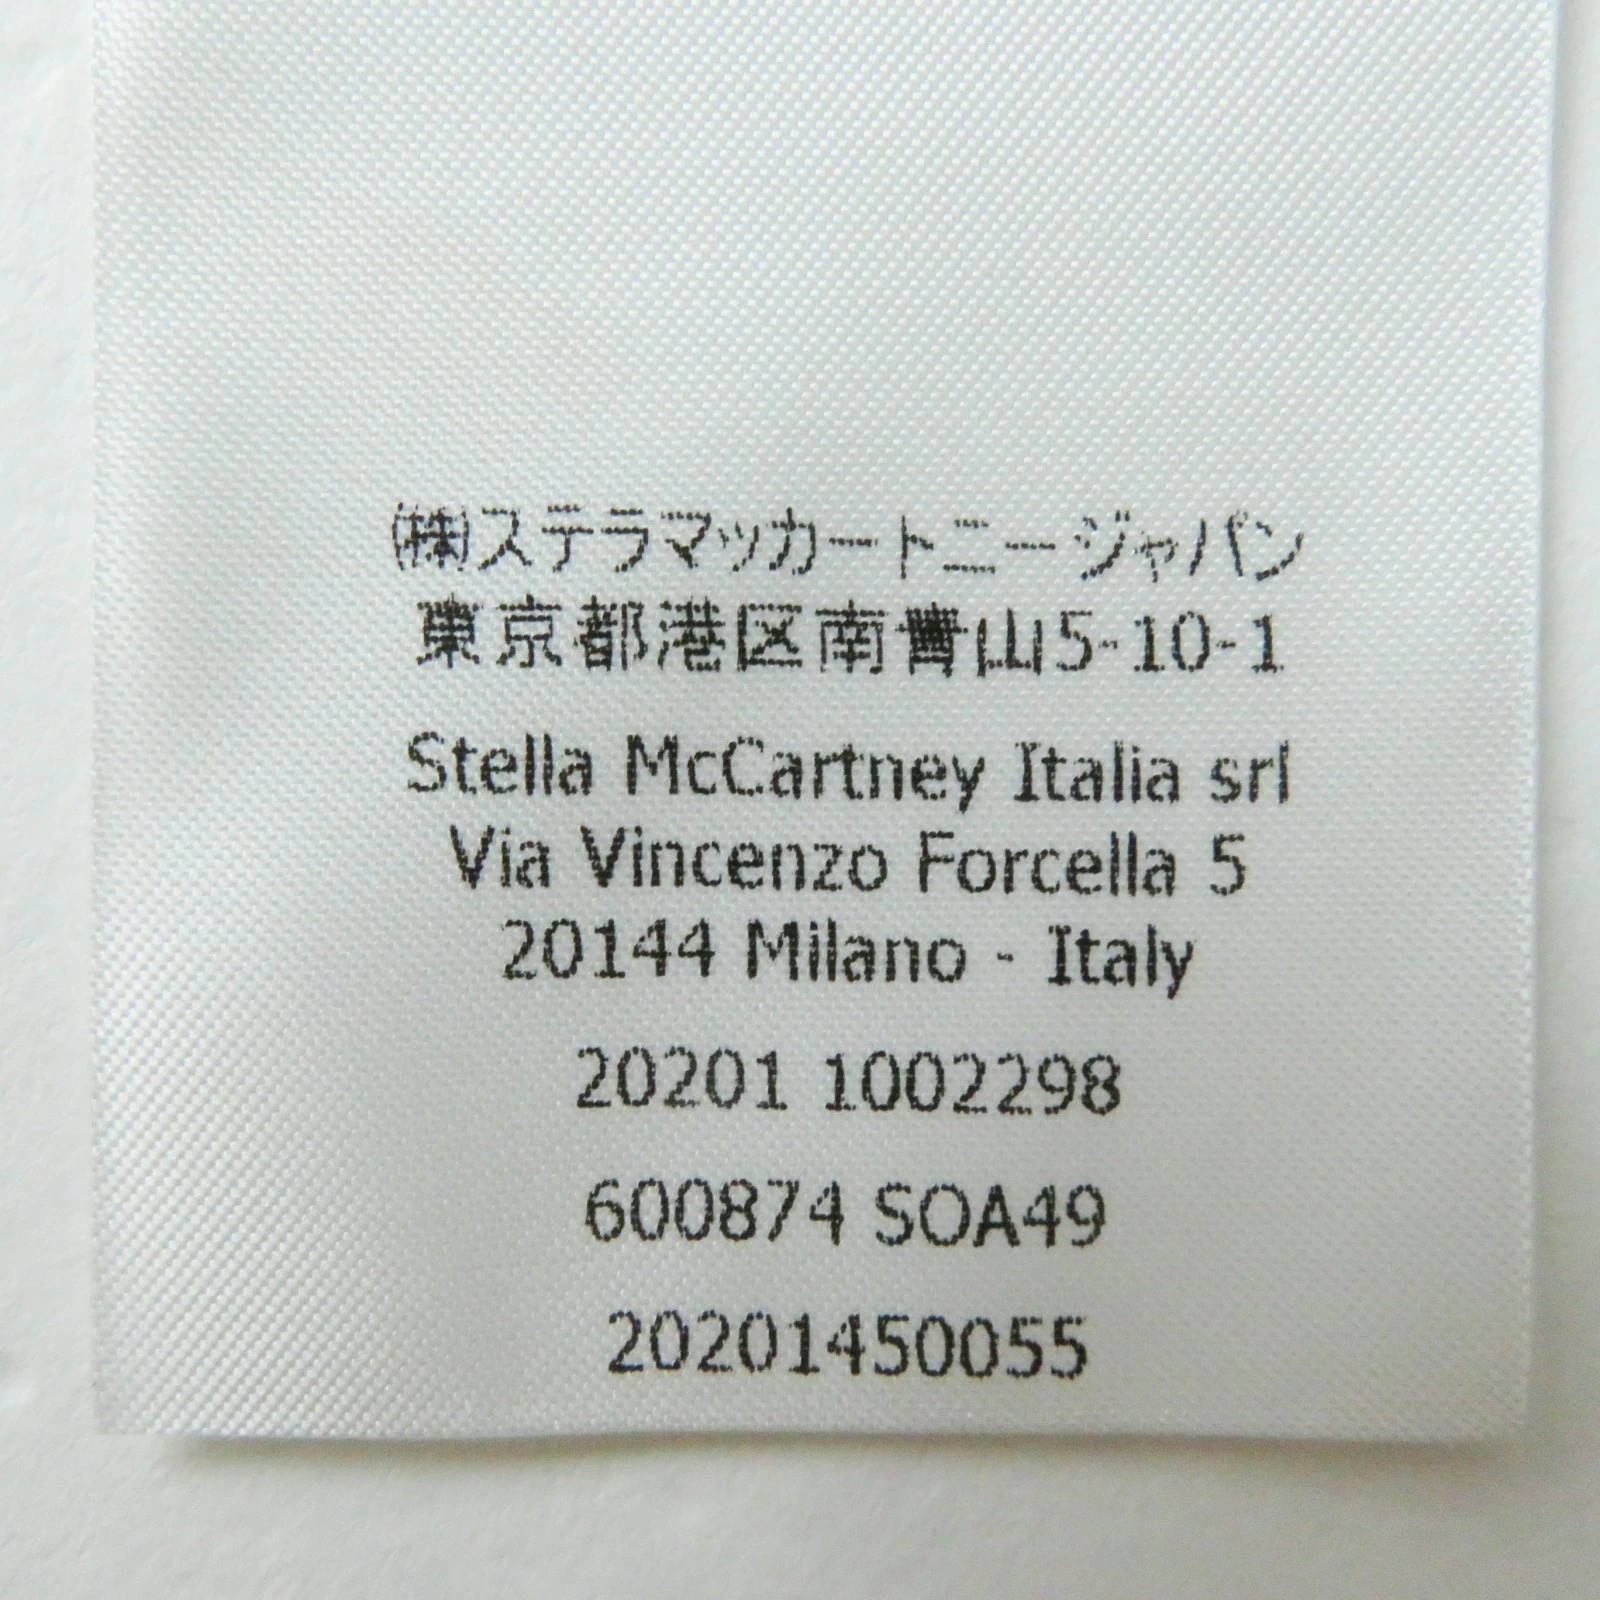 ㈱ステラマッカートニージャパン
東京都港区南青山5-10-1
Stella McCartney Italia srl
Via Vincenzo Forcella 5
20144 Milano - Italy
20201 1002298
600874 SOA49
20201450055